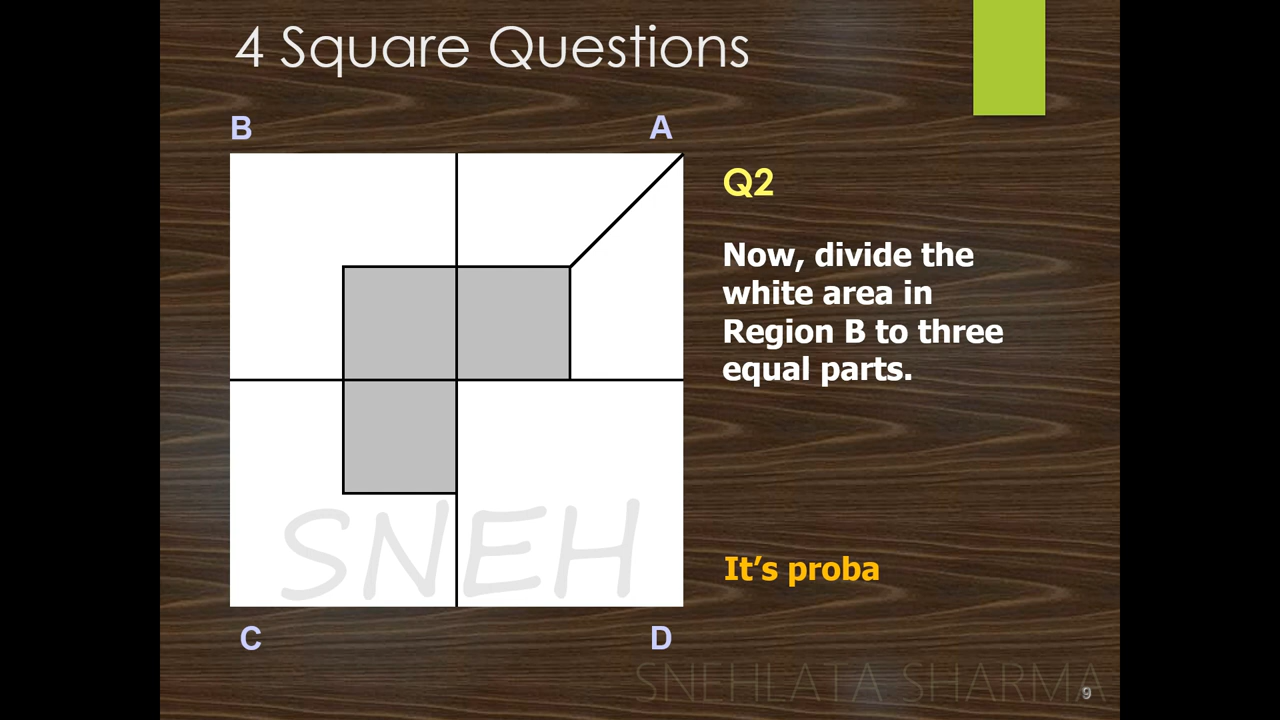 4 Square Questions
B
A
Q2
Now, divide the
white area in
Region B to three
equal parts.
SNEH
It's proba
C
D
SNEHLATA SHARMA
9